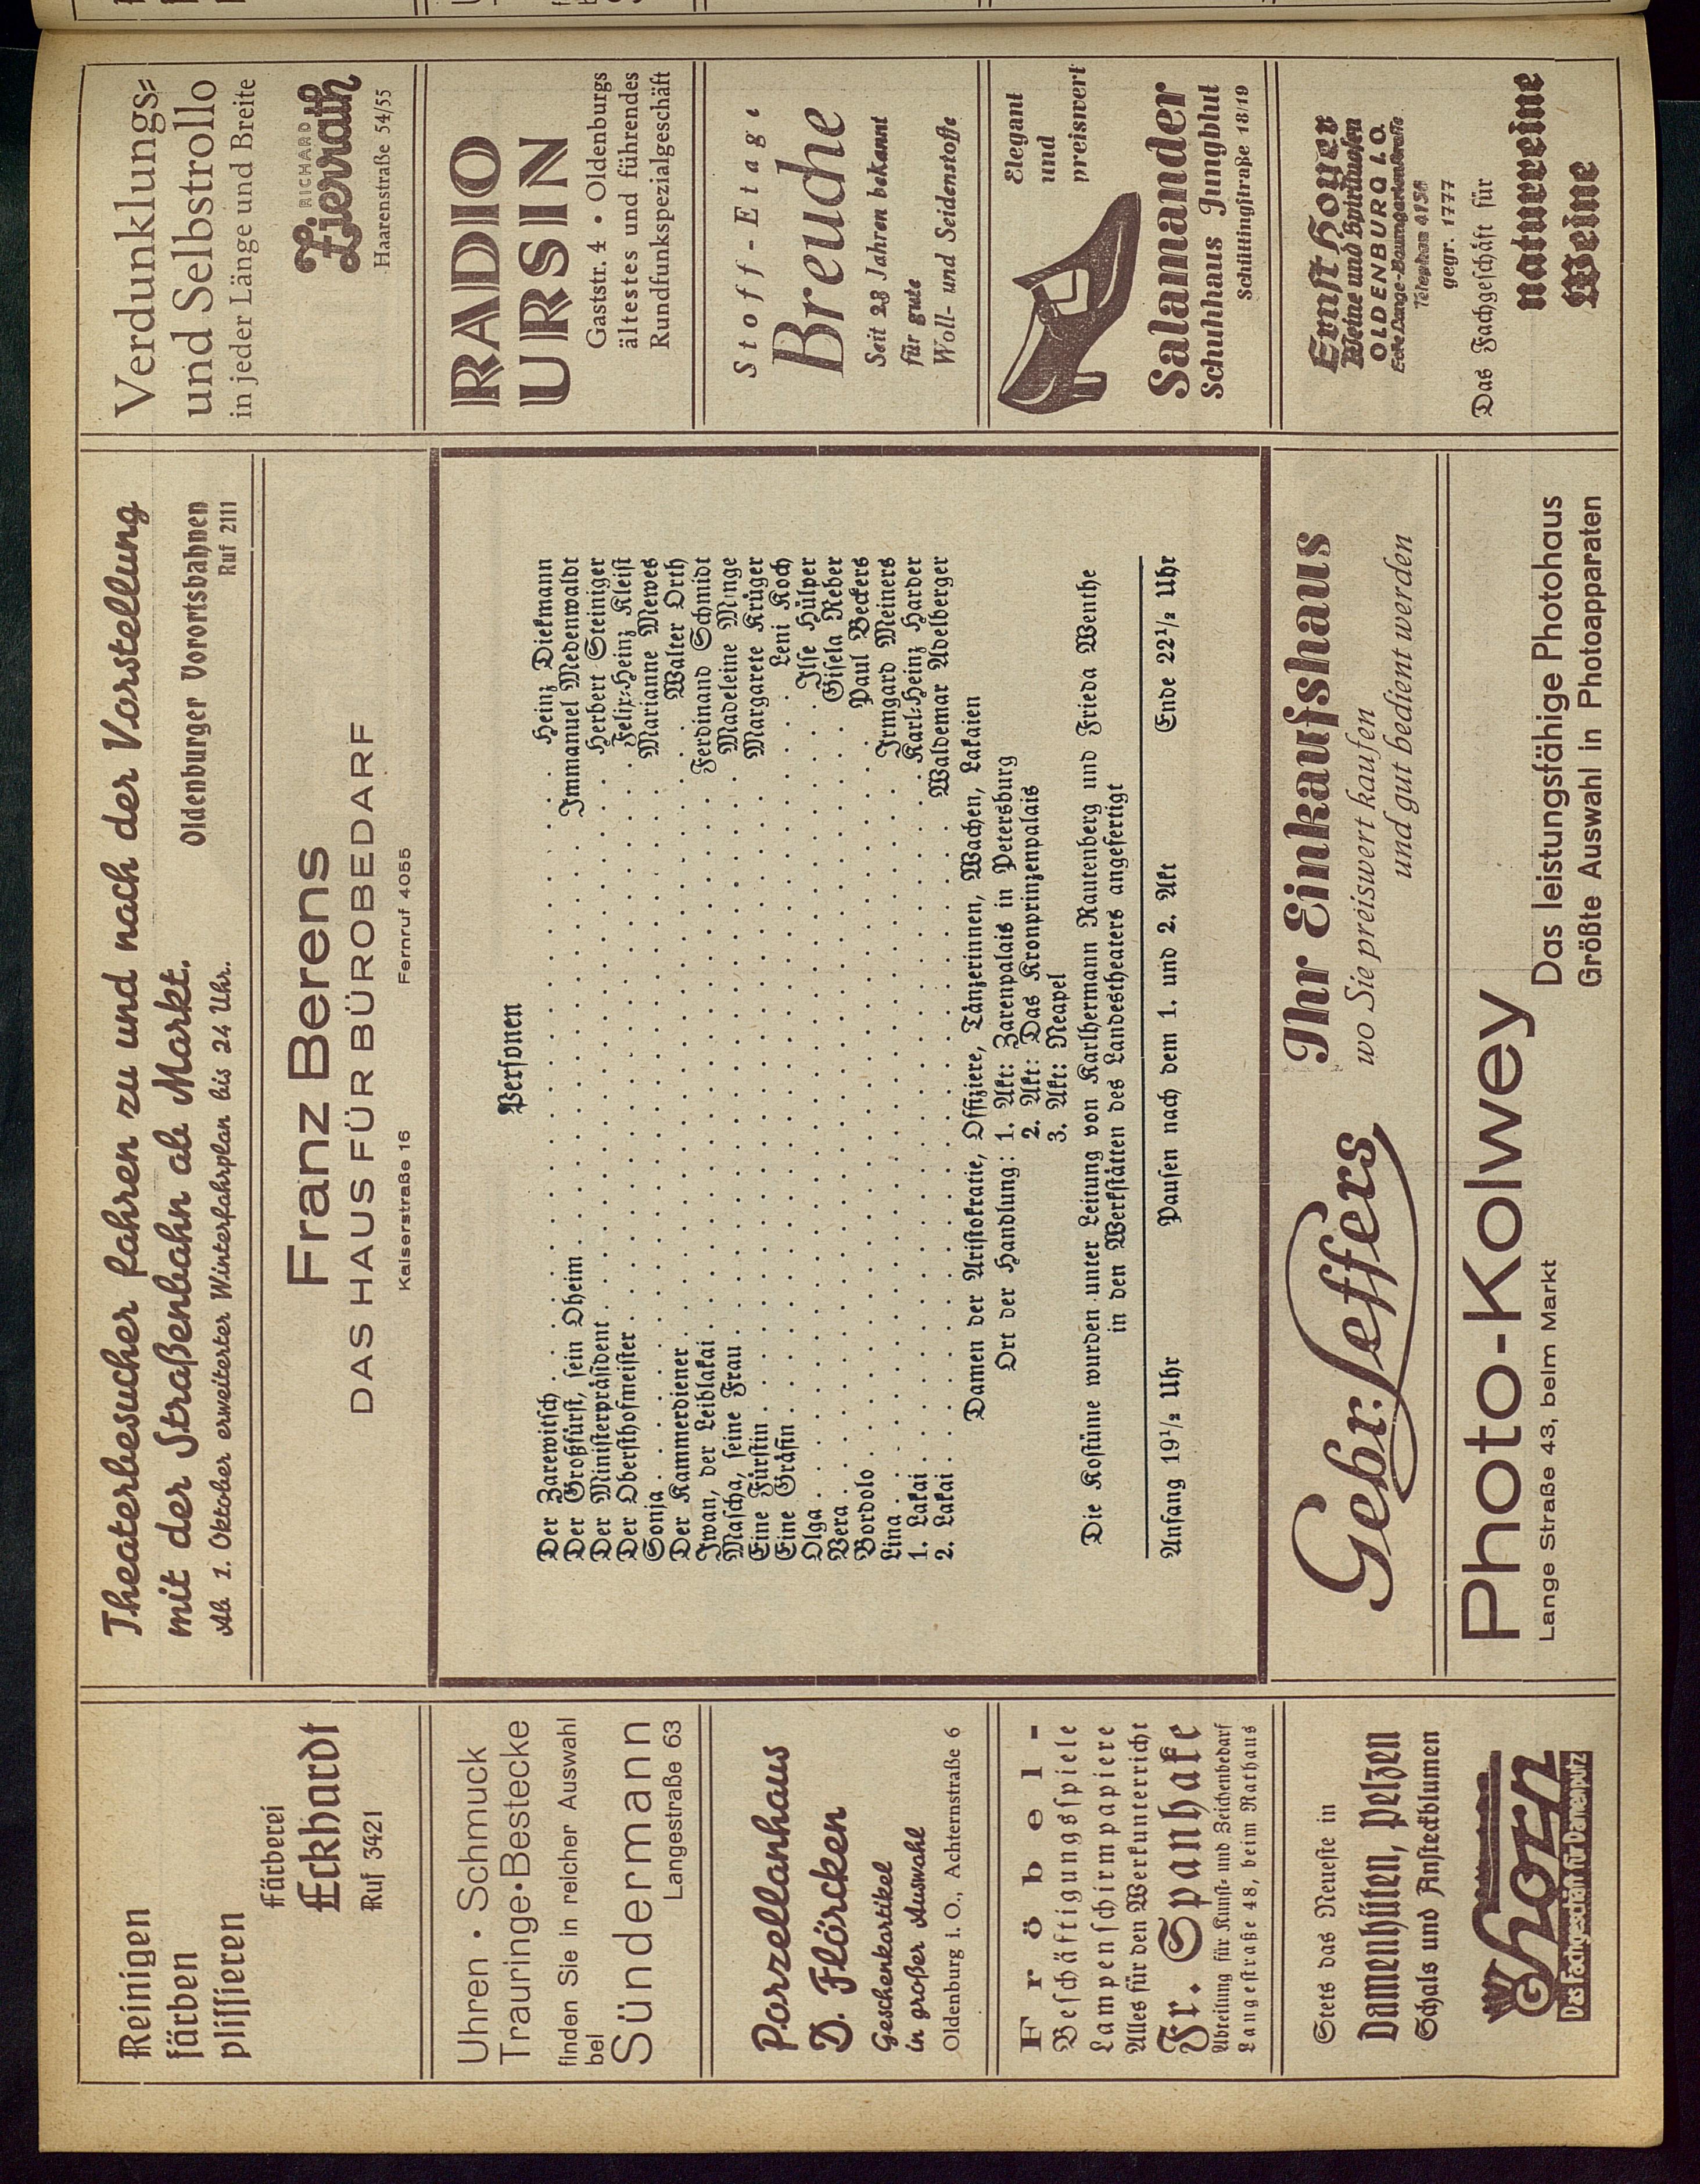 Reinigen
färben
plissieren
Färberei
Eckhardt
Ruf 3421
Uhren • Schmuck
Trauringe • Bestecke
finden Sie in reicher Auswahl
bei
Sündermann
Langestraße 63
Porzellanhaus
D. Flörcken
Geschenkartikel
in großer Auswahl
Oldenburg i. O., Achternstraße 6
Fröbel-
Beschäftigungsspiele
Lampenschirmpapiere
Alles für den Werkunterricht
Fr. Spanhake
Abteilung für Kunst- und Zeichenbedarf
Langestraße 48, beim Rathaus
Stets das Neueste in
Damenhüten, Pelzen
Schals und Ansteckblumen
Ghorn
Das Fachgeschäft für Damenputz
Theaterbesucher fahren zu und nach der Vorstellung
mit der Straßenbahn ab Markt.
Ab 1. Oktober erweiterter Winterfahrplan bis 24 Uhr.
Oldenburger Vorortsbahnen
Ruf 2111
Franz Berens
DAS HAUS FÜR BÜROBEDARF
Kaiserstraße 16 Fernruf 4055
Personen
Der Zarewitsch . . . Heinz Diekmann
Der Großfürst, sein Oheim . . . Immanuel Medenwaldt
Der Ministerpräsident . . . Herbert Steiniger
Der Obersthofmeister . . . Felix-Heinz Kleist
Sonja . . . Marianne Mewes
Der Kammerdiener . . . Walter Orth
Iwan, der Leiblakai . . . Ferdinand Schmidt
Mascha, seine Frau . . . Madeleine Minge
Eine Fürstin . . . Margarete Krüger
Eine Gräfin . . . Leni Koch
Olga . . . Ilse Hülper
Vera . . . Gisela Reber
Bordolo . . . Paul Beckers
Lina . . . Irmgard Meiners
1. Lakai . . . Karl-Heinz Harder
2. Lakai . . . Waldemar Adelberger
Damen der Aristokratie, Offiziere, Tänzerinnen, Wachen, Lakaien
Ort der Handlung: 1. Akt: Zarenpalais in Petersburg
2. Akt: Das Kronprinzenpalais
3. Akt: Neapel
Die Kostüme wurden unter Leitung von Karlhermann Rautenberg und Frieda Wenthe
in den Werkstätten des Landestheaters angefertigt
Anfang 19½ Uhr Pausen nach dem 1. und 2. Akt Ende 22½ Uhr
Gebr. Leffers
Ihr Einkaufshaus
wo Sie preiswert kaufen
und gut bedient werden
Photo-Kolwey
Lange Straße 43, beim Markt
Das leistungsfähige Photohaus
Größte Auswahl in Photoapparaten
Verdunklungs-
und Selbstrollo
in jeder Länge und Breite
RICHARD
Zierrath
Haarenstraße 54/55
RADIO
URSIN
Gaststr. 4 • Oldenburgs
ältestes und führendes
Rundfunkspezialgeschäft
Stoff-Etage
Breuche
Seit 28 Jahren bekannt
für gute
Woll- und Seidenstoffe
Elegant
und
preiswert
Salamander
Schuhhaus Jungblut
Schüttingstraße 18/19
Ernst Hoyer
Weine und Spirituosen
OLDENBURG i. O.
Ecke Lange-Baumgartenstraße
Telephon 4156
gegr. 1777
Das Fachgeschäft für
naturreine
Weine